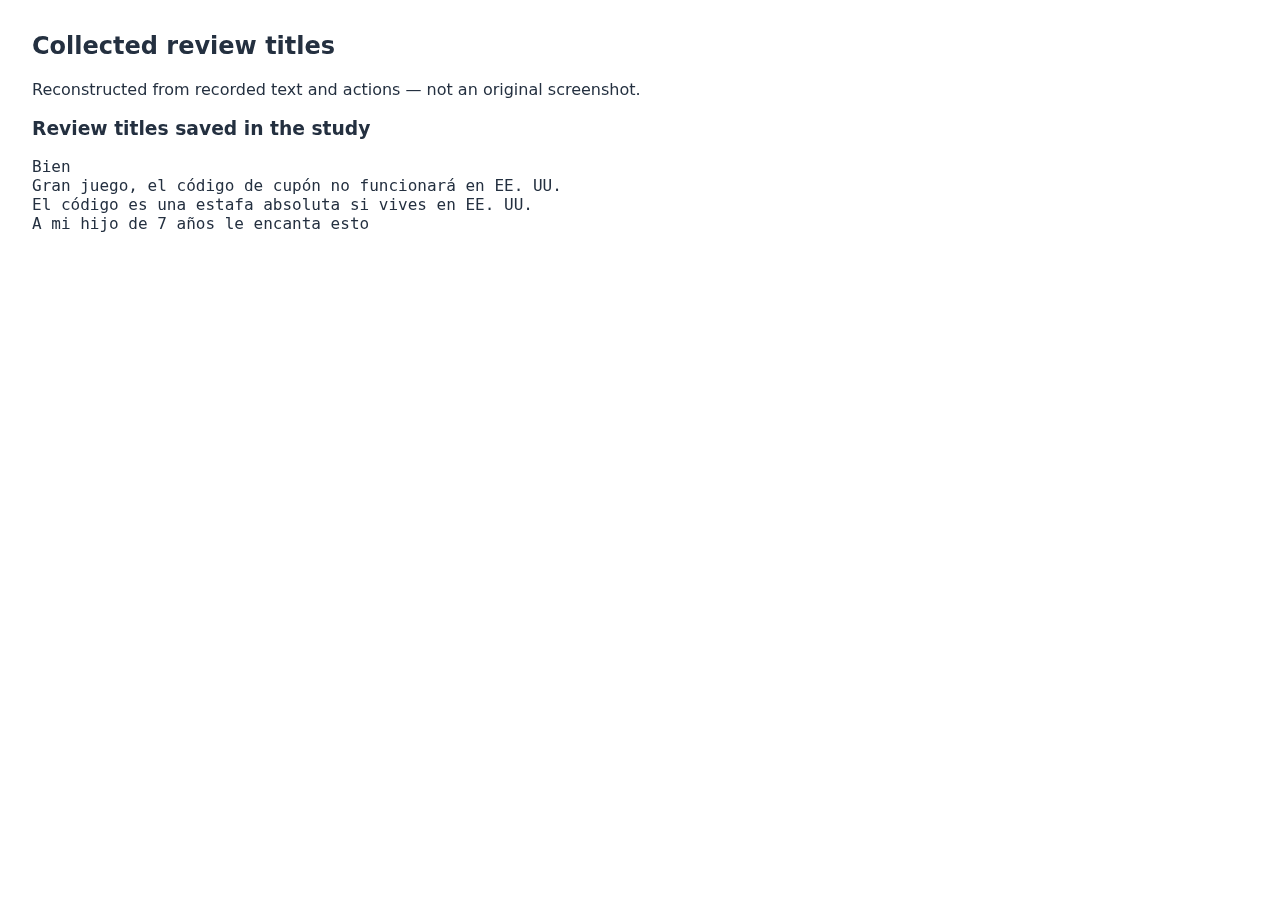 Collected review titles
Reconstructed from recorded text and actions — not an original screenshot.
Review titles saved in the study
Bien
Gran juego, el código de cupón no funcionará en EE. UU.
El código es una estafa absoluta si vives en EE. UU.
A mi hijo de 7 años le encanta esto